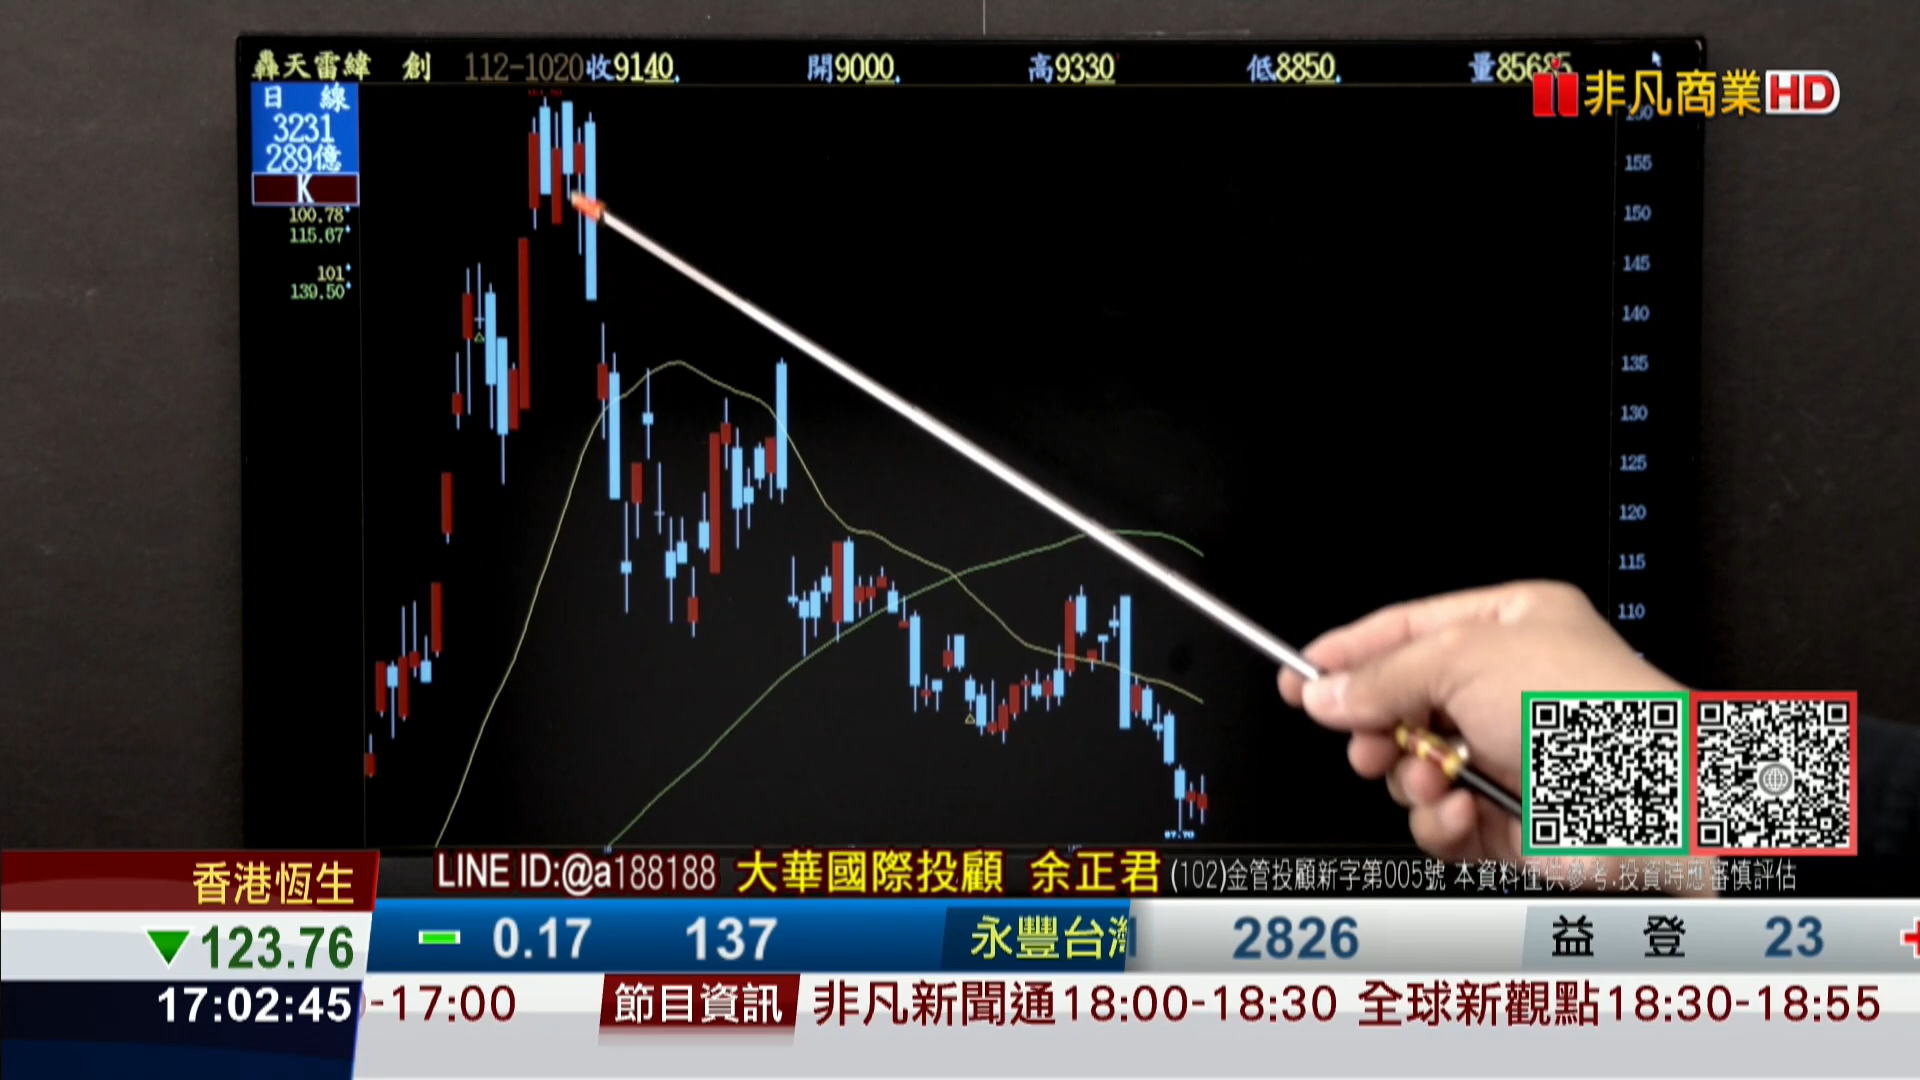 轟天雷緯 創 112-1020收9140. 開9000. 高9330 低8850. 量85685
非凡商業HD
日 線
3231
289億
K
100.78
115.67
101
139.50
155
150
145
140
135
130
125
120
115
110
87.70
香港恆生
LINE ID:@a188188 大華國際投顧 余正君 (102)金管投顧新字第005號 本資料僅供參考.投資時應審慎評估
▼123.76
0.17 137 永豐台灣 2826 益 登 23
17:02:45
-17:00 節目資訊 非凡新聞通18:00-18:30 全球新觀點18:30-18:55